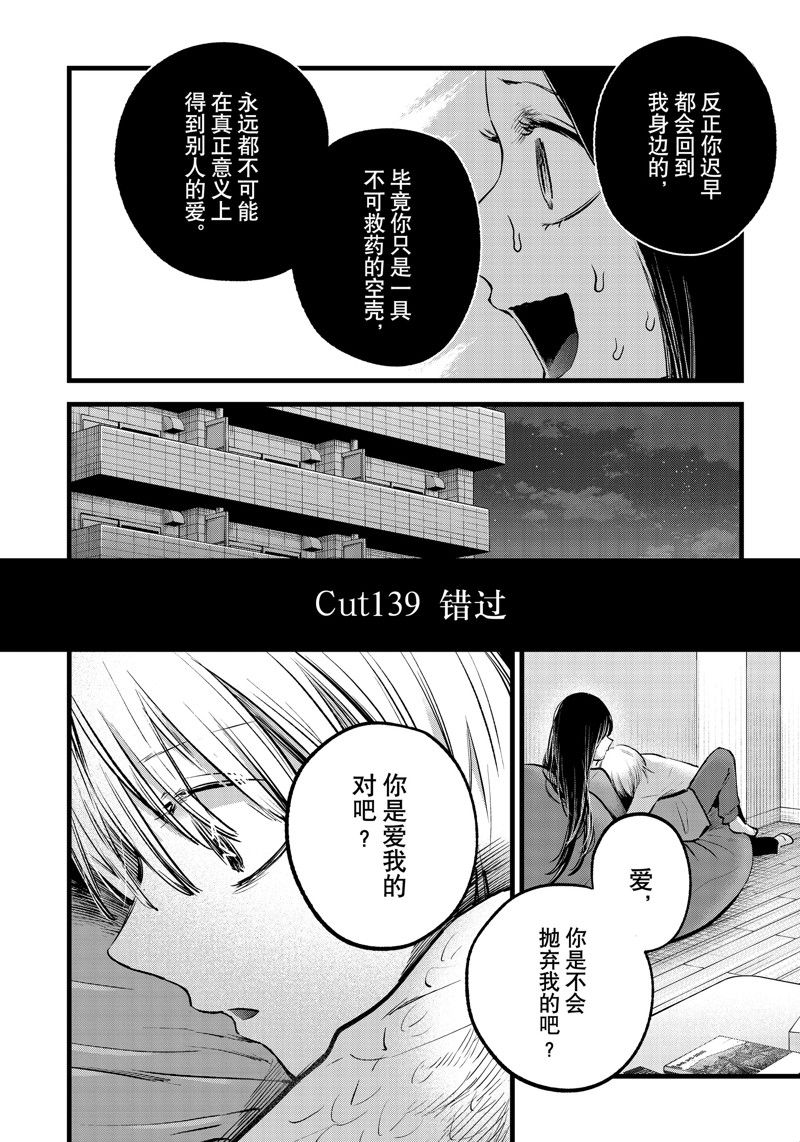 反正你迟早
都会回到
我身边的，
毕竟你只是一具
不可救药的空壳，
永远都不可能
在真正意义上
得到别人的爱。
Cut139 错过
爱，
你是不会
抛弃我的吧？
你是爱我的
对吧？